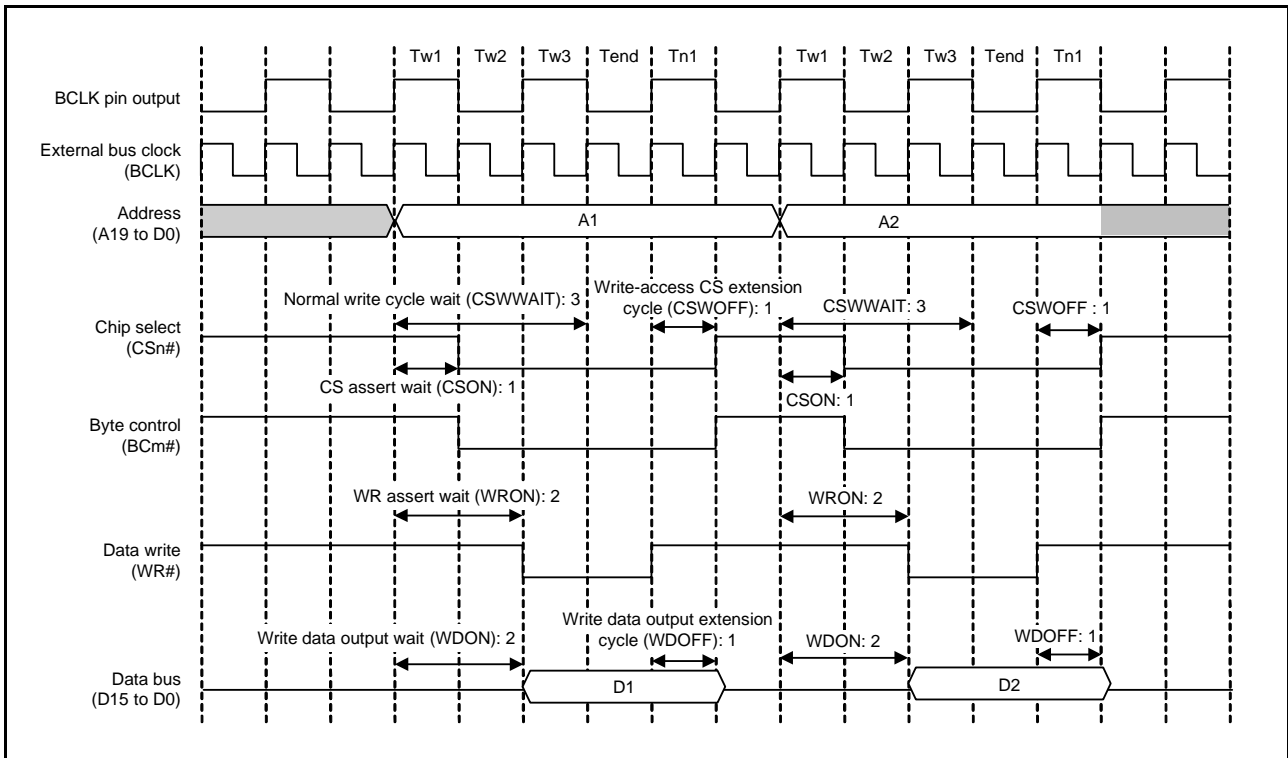 Tw1 Tw2 Tw3 Tend Tn1 Tw1 Tw2 Tw3 Tend Tn1
BCLK pin output
External bus clock
(BCLK)
Address
(A19 to D0)
A1 A2
Normal write cycle wait (CSWWAIT): 3
Write-access CS extension
cycle (CSWOFF): 1
CSWWAIT: 3
CSWOFF : 1
Chip select
(CSn#)
CS assert wait (CSON): 1
CSON: 1
Byte control
(BCm#)
WR assert wait (WRON): 2
WRON: 2
Data write
(WR#)
Write data output wait (WDON): 2
Write data output extension
cycle (WDOFF): 1
WDON: 2
WDOFF: 1
Data bus
(D15 to D0)
D1 D2